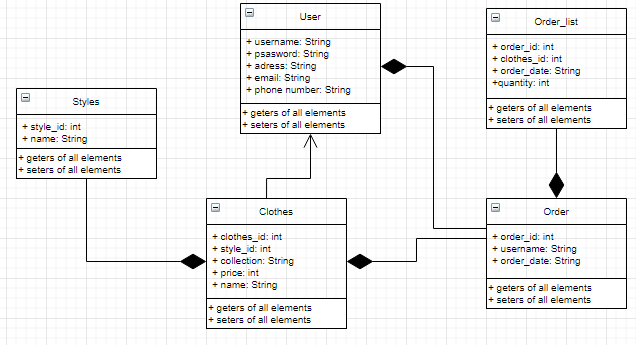 User
+ username: String
+ psasword: String
+ adress: String
+ email: String
+ phone number: String
+ geters of all elements
+ seters of all elements
Order_list
+ order_id: int
+ clothes_id: int
+ order_date: String
+quantity: int
+ geters of all elements
+ seters of all elements
Styles
+ style_id: int
+ name: String
+ geters of all elements
+ seters of all elements
Clothes
+ clothes_id: int
+ style_id: int
+ collection: String
+ price: int
+ name: String
+ geters of all elements
+ seters of all elements
Order
+ order_id: int
+ username: String
+ order_date: String
+ geters of all elements
+ seters of all elements